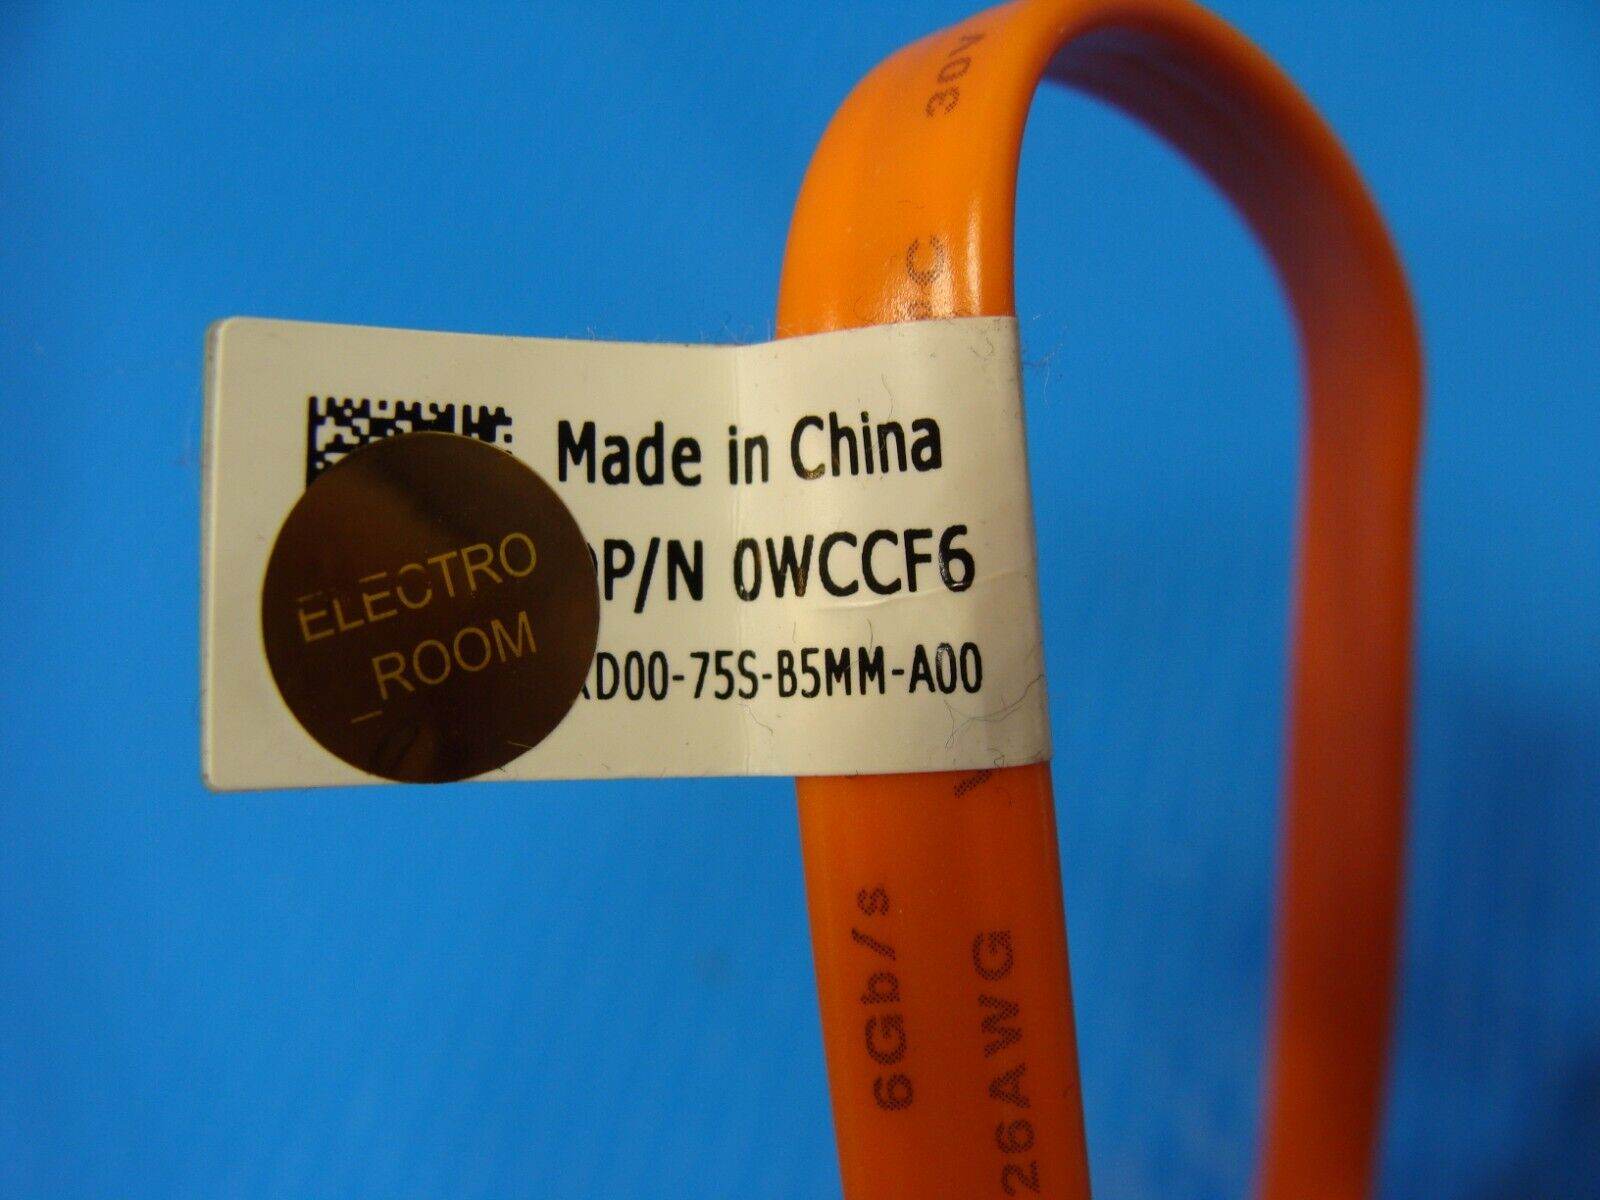 Made in China
P/N 0WCCF6
D00-75S-B5MM-A00
ELECTRO
_ROOM
30V
6Gb/s
26AWG